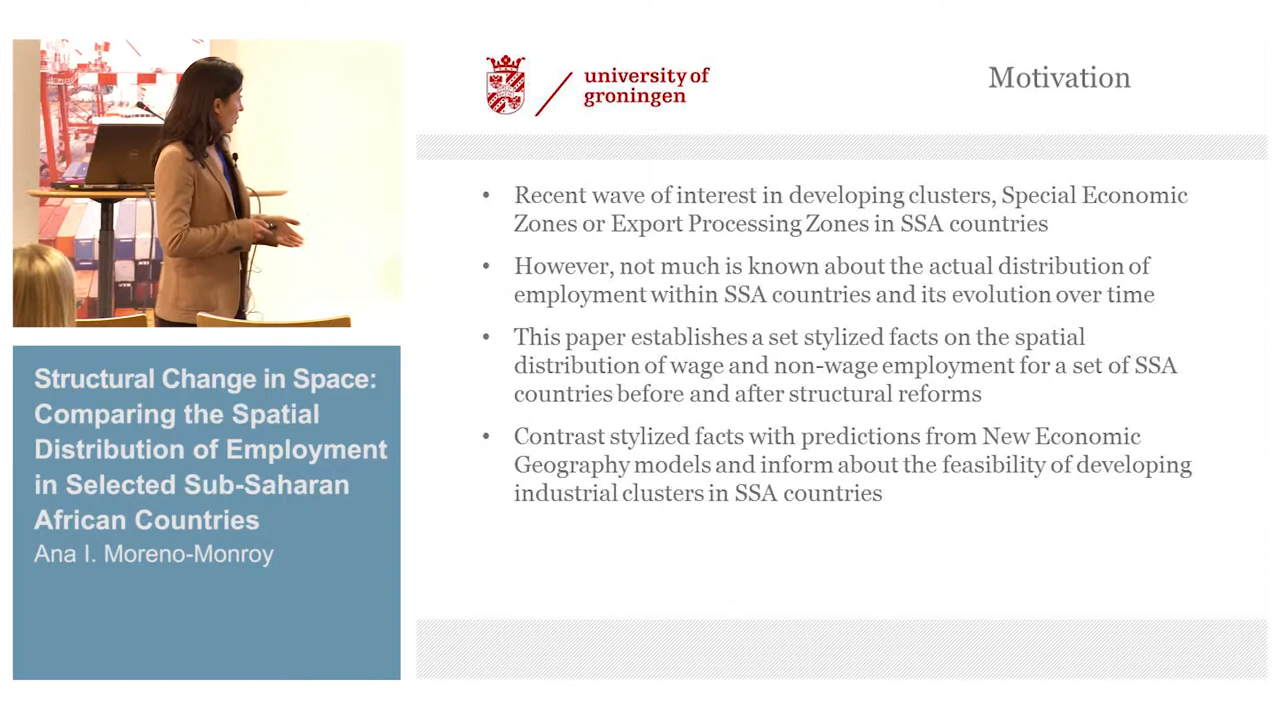 university of
groningen
Motivation
• Recent wave of interest in developing clusters, Special Economic
Zones or Export Processing Zones in SSA countries
• However, not much is known about the actual distribution of
employment within SSA countries and its evolution over time
• This paper establishes a set stylized facts on the spatial
distribution of wage and non-wage employment for a set of SSA
countries before and after structural reforms
• Contrast stylized facts with predictions from New Economic
Geography models and inform about the feasibility of developing
industrial clusters in SSA countries
Structural Change in Space:
Comparing the Spatial
Distribution of Employment
in Selected Sub-Saharan
African Countries
Ana I. Moreno-Monroy